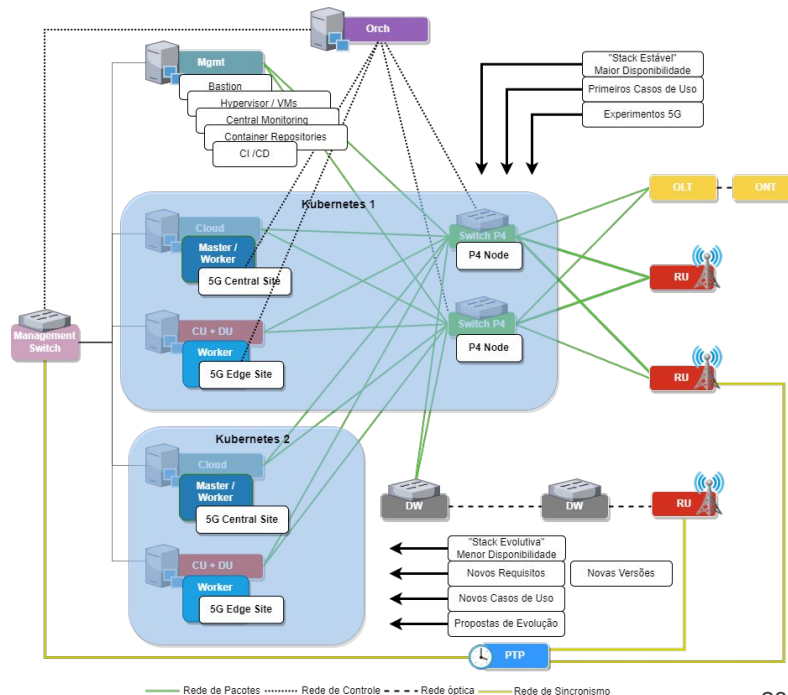 Orch
Mgmt
Bastion
Hypervisor / VMs
Central Monitoring
Container Repositories
CI /CD
"Stack Estável"
Maior Disponibilidade
Primeiros Casos de Uso
Experimentos 5G
OLT
ONT
Kubernetes 1
Cloud
Master /
Worker
5G Central Site
Switch P4
P4 Node
RU
Management
Switch
CU + DU
Worker
5G Edge Site
Switch P4
P4 Node
RU
Kubernetes 2
Cloud
Master /
Worker
5G Central Site
DW
DW
RU
CU + DU
Worker
5G Edge Site
"Stack Evolutiva"
Menor Disponibilidade
Novos Requisitos
Novas Versões
Novos Casos de Uso
Propostas de Evolução
PTP
Rede de Pacotes
Rede de Controle
Rede òptica
Rede de Sincronismo